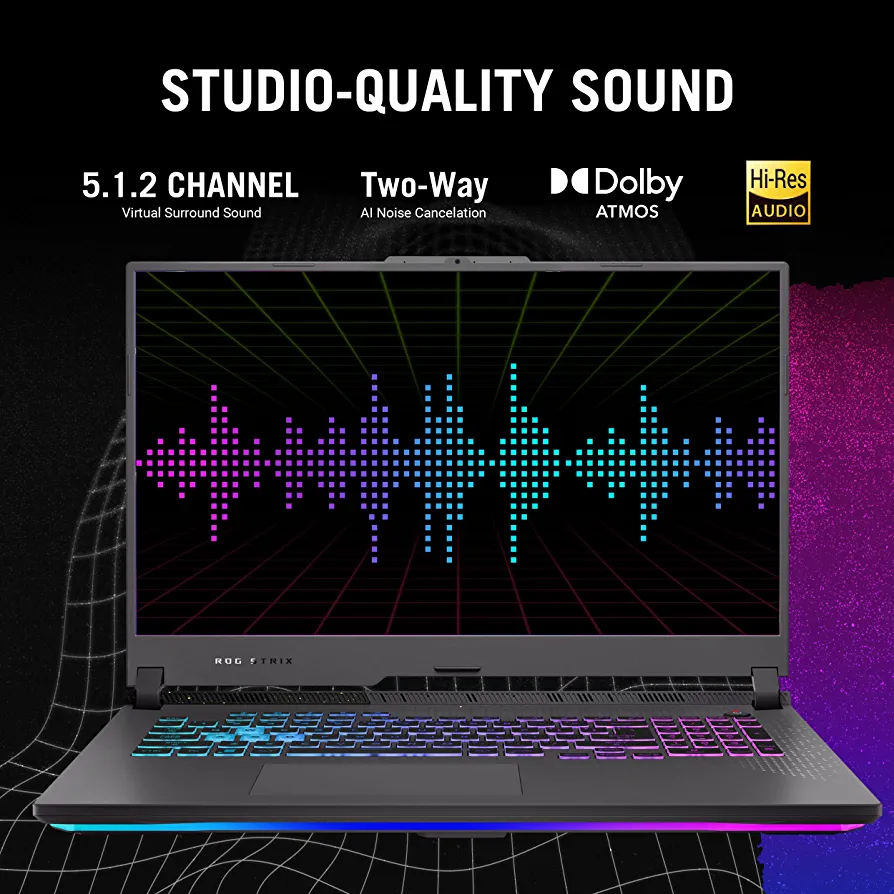 STUDIO-QUALITY SOUND
5.1.2 CHANNEL
Virtual Surround Sound
Two-Way
AI Noise Cancelation
Dolby
ATMOS
Hi-Res
AUDIO
ROG STRIX